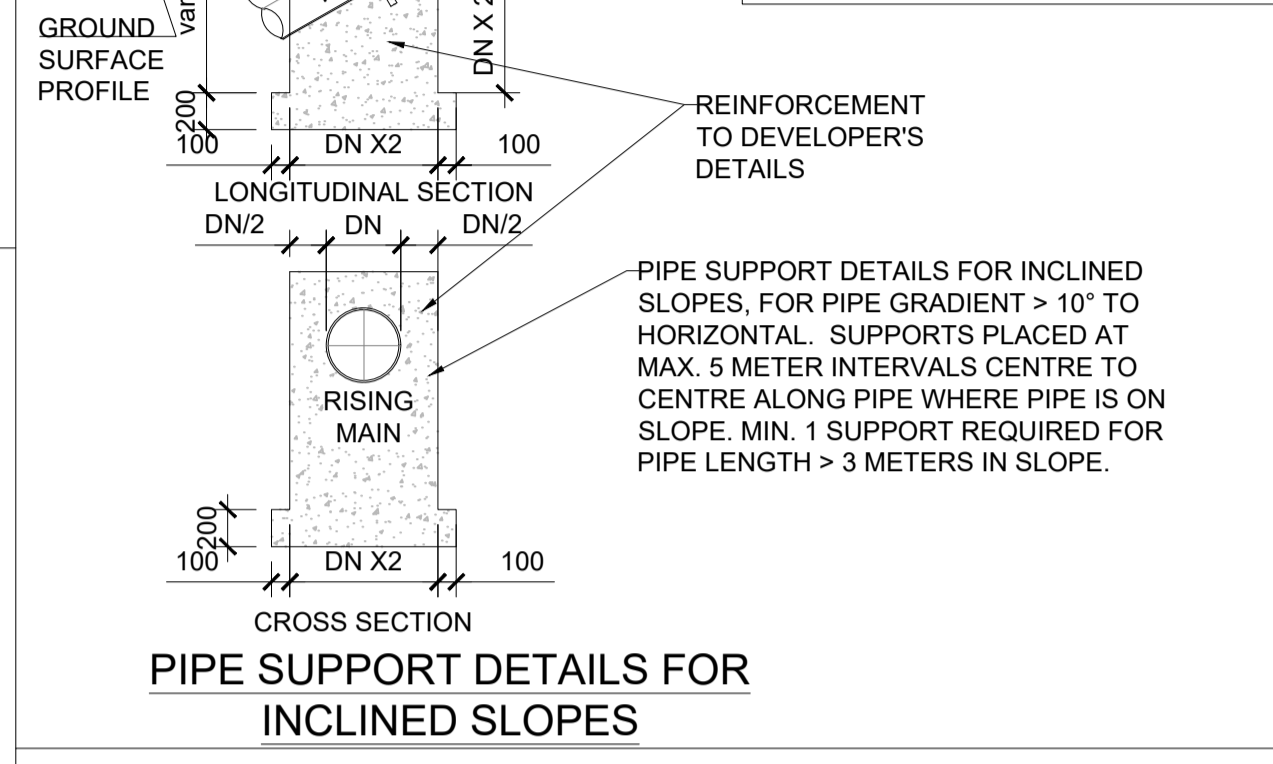 var
GROUND
SURFACE
PROFILE
200
DN X 2
100
DN X2
100
REINFORCEMENT
TO DEVELOPER'S
DETAILS
LONGITUDINAL SECTION
DN/2
DN
DN/2
PIPE SUPPORT DETAILS FOR INCLINED
SLOPES, FOR PIPE GRADIENT > 10° TO
HORIZONTAL. SUPPORTS PLACED AT
MAX. 5 METER INTERVALS CENTRE TO
CENTRE ALONG PIPE WHERE PIPE IS ON
SLOPE. MIN. 1 SUPPORT REQUIRED FOR
PIPE LENGTH > 3 METERS IN SLOPE.
RISING
MAIN
200
100
DN X2
100
CROSS SECTION
PIPE SUPPORT DETAILS FOR
INCLINED SLOPES